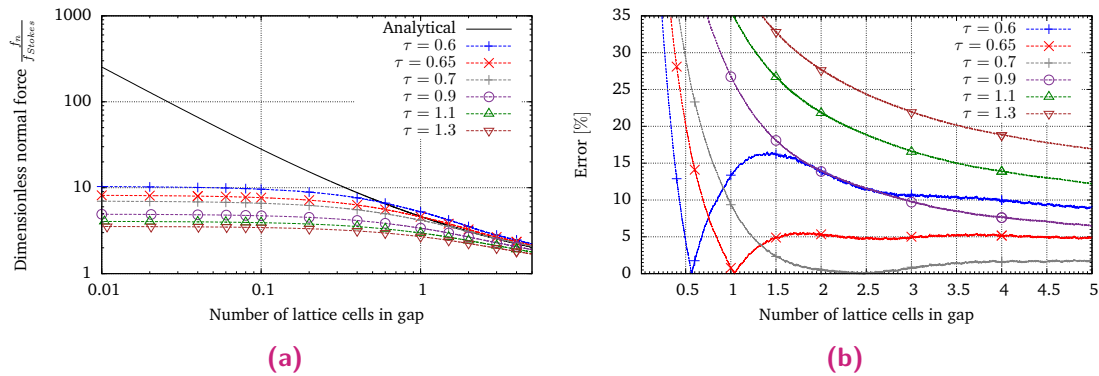 Dimensionless normal force f_n / f_Stokes
1000
100
10
1
0.01
0.1
1
Number of lattice cells in gap
Analytical
τ = 0.6
τ = 0.65
τ = 0.7
τ = 0.9
τ = 1.1
τ = 1.3
(a)
Error [%]
35
30
25
20
15
10
5
0
0.5
1
1.5
2
2.5
3
3.5
4
4.5
5
Number of lattice cells in gap
τ = 0.6
τ = 0.65
τ = 0.7
τ = 0.9
τ = 1.1
τ = 1.3
(b)